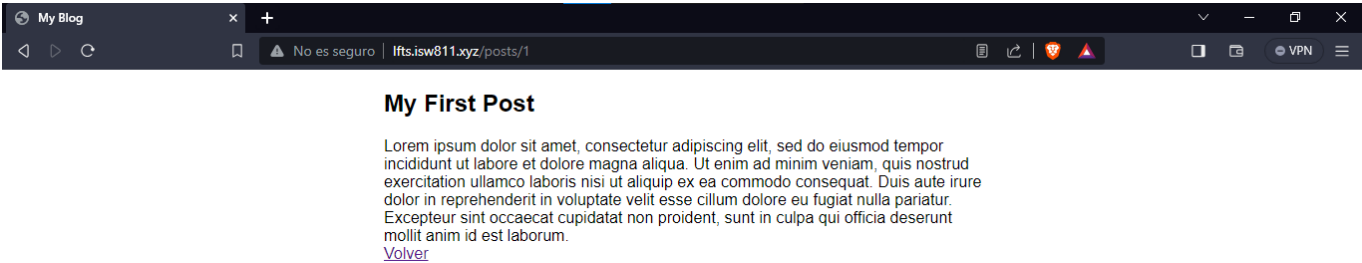 My Blog
No es seguro lfts.isw811.xyz/posts/1
VPN
My First Post
Lorem ipsum dolor sit amet, consectetur adipiscing elit, sed do eiusmod tempor
incididunt ut labore et dolore magna aliqua. Ut enim ad minim veniam, quis nostrud
exercitation ullamco laboris nisi ut aliquip ex ea commodo consequat. Duis aute irure
dolor in reprehenderit in voluptate velit esse cillum dolore eu fugiat nulla pariatur.
Excepteur sint occaecat cupidatat non proident, sunt in culpa qui officia deserunt
mollit anim id est laborum.
Volver